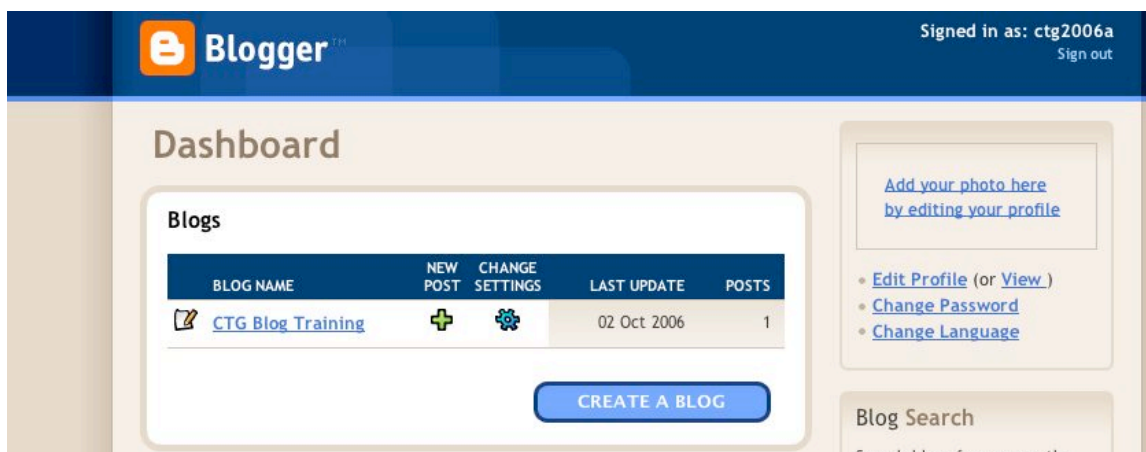 Blogger™
Signed in as: ctg2006a
Sign out
Dashboard
Blogs
BLOG NAME
NEW POST
CHANGE SETTINGS
LAST UPDATE
POSTS
CTG Blog Training
02 Oct 2006
1
CREATE A BLOG
Add your photo here
by editing your profile
Edit Profile (or View )
Change Password
Change Language
Blog Search